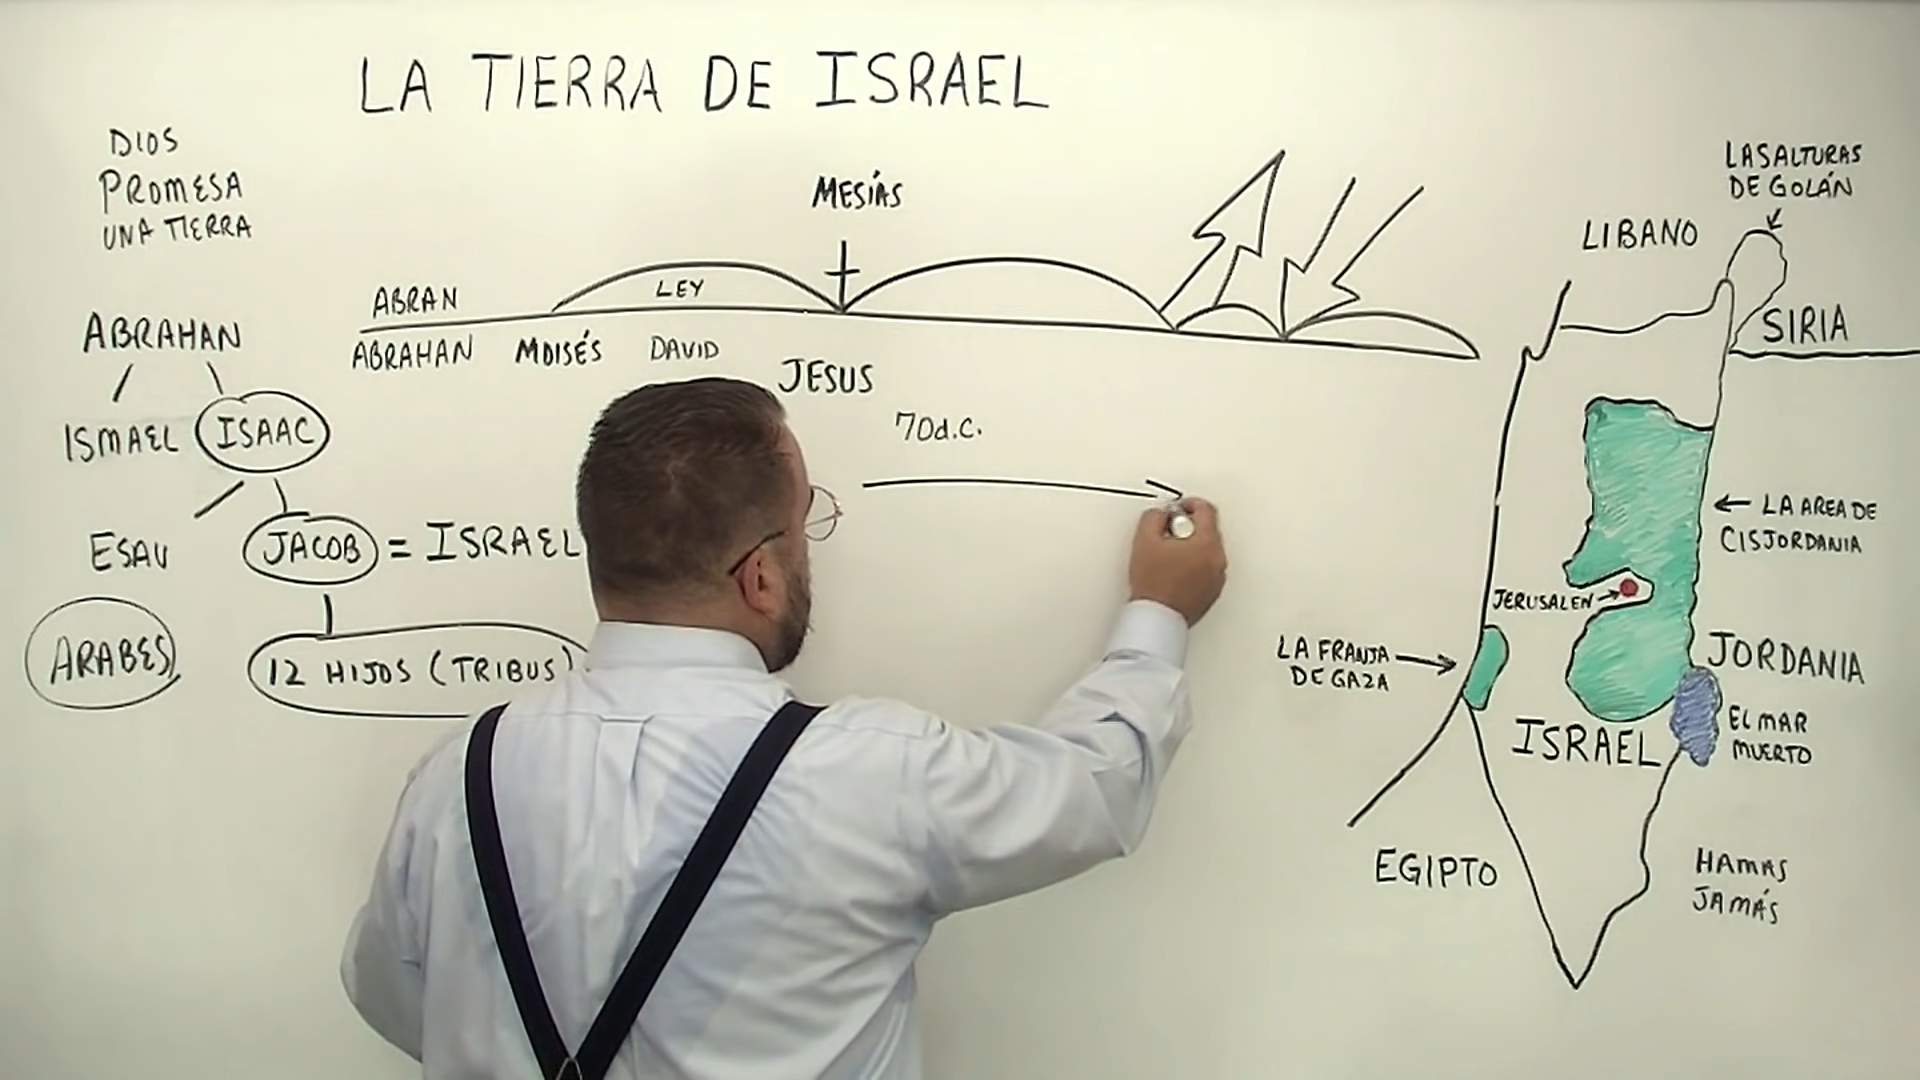 LA TIERRA DE ISRAEL
DIOS
PROMESA
UNA TIERRA
ABRAHAN
ISMAEL ISAAC
ESAU JACOB = ISRAEL
ARABES 12 HIJOS (TRIBUS)
MESÍAS
ABRAN LEY
ABRAHAN MOISÉS DAVID JESUS
70 d.C.
LAS ALTURAS
DE GOLÁN
LIBANO
SIRIA
LA AREA DE
CISJORDANIA
JERUSALEN
LA FRANJA
DE GAZA
JORDANIA
EL MAR
MUERTO
ISRAEL
EGIPTO
HAMAS
JAMÁS